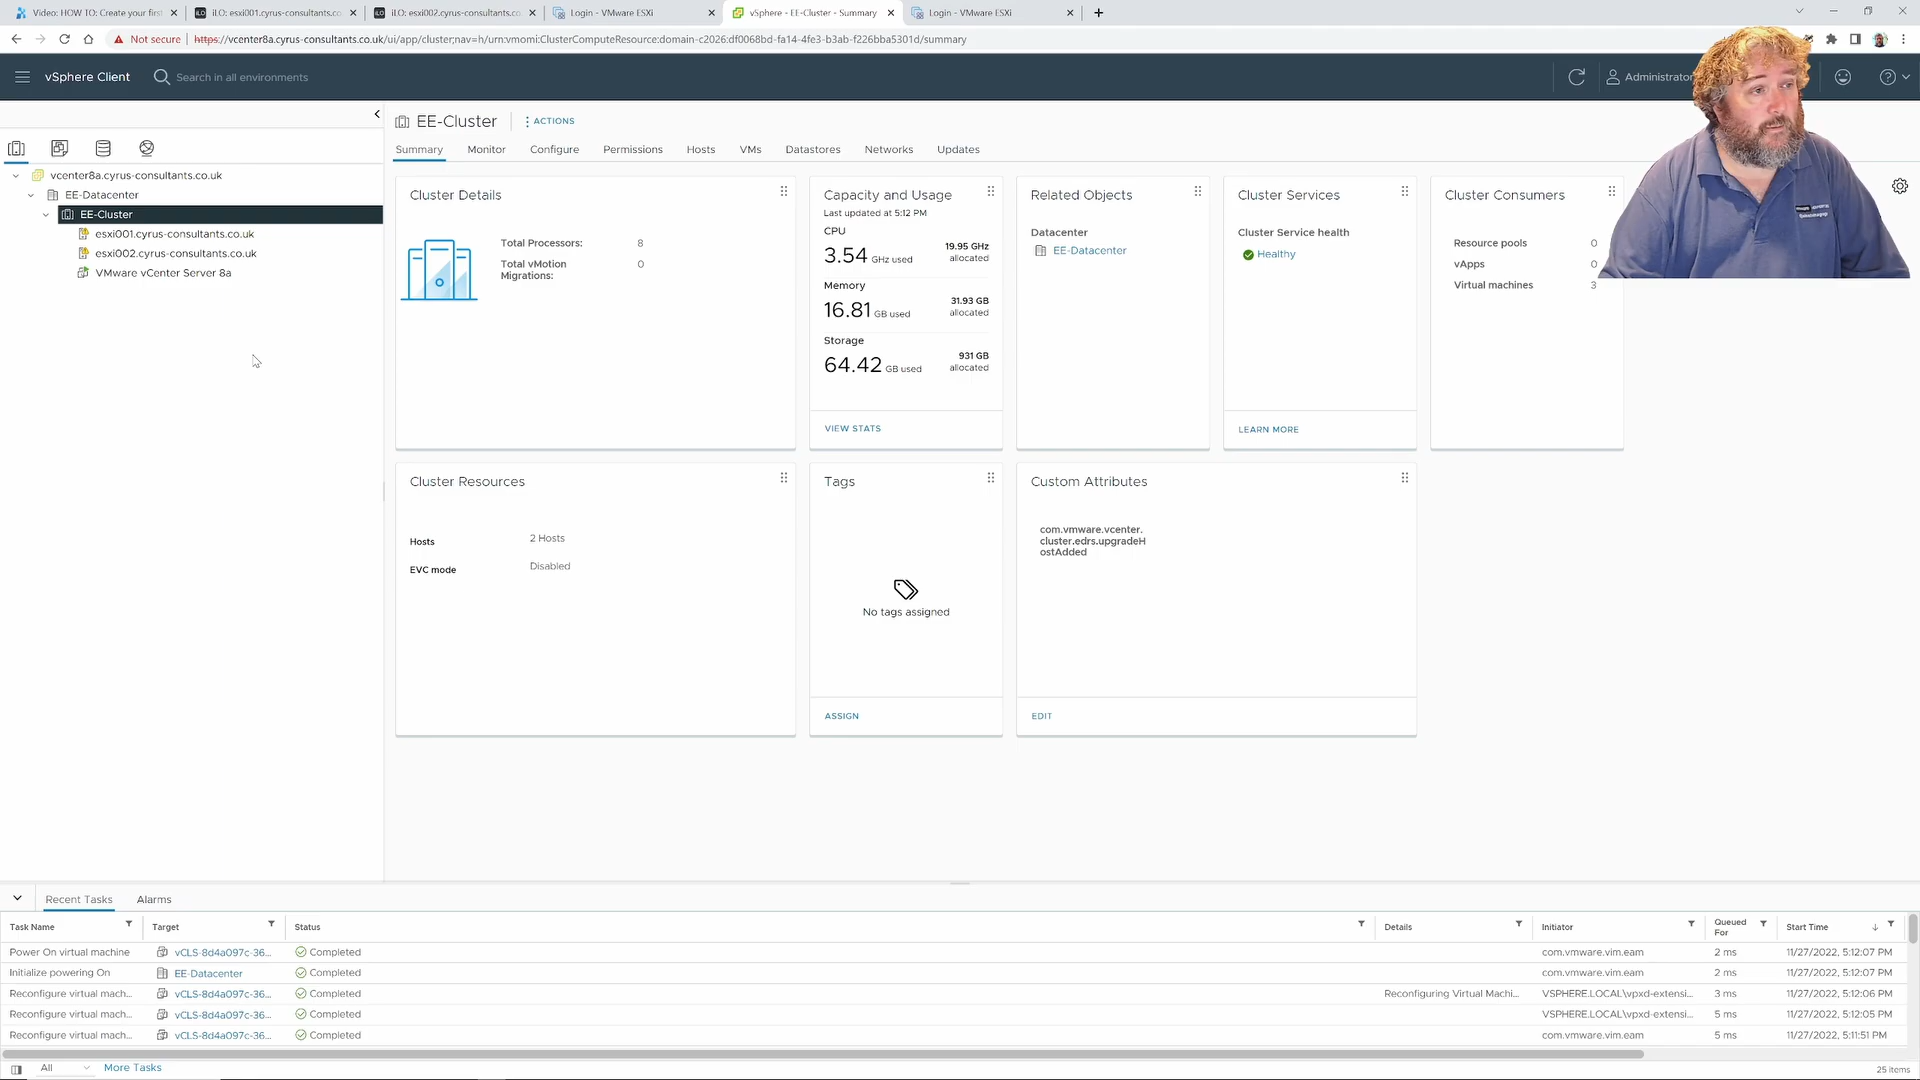 Video: HOW TO: Create your first
iLO: esxi001.cyrus-consultants.co.
iLO: esxi002.cyrus-consultants.co.
Login - VMware ESXi
vSphere - EE-Cluster - Summary
Login - VMware ESXi
Not secure
https://vcenter8a.cyrus-consultants.co.uk/ui/app/cluster;nav=h/urn:vmomi:ClusterComputeResource:domain-c2026:df0068bd-fa14-4fe3-b3ab-f226bba5301d/summary
vSphere Client
Search in all environments
Administrator
EE-Cluster
ACTIONS
Summary Monitor Configure Permissions Hosts VMs Datastores Networks Updates
vcenter8a.cyrus-consultants.co.uk
EE-Datacenter
EE-Cluster
esxi001.cyrus-consultants.co.uk
esxi002.cyrus-consultants.co.uk
VMware vCenter Server 8a
Cluster Details
Total Processors: 8
Total vMotion 0
Migrations:
Capacity and Usage
Last updated at 5:12 PM
CPU
3.54 GHz used
19.95 GHz
allocated
Memory
16.81 GB used
31.93 GB
allocated
Storage
64.42 GB used
931 GB
allocated
VIEW STATS
Related Objects
Datacenter
EE-Datacenter
Cluster Services
Cluster Service health
Healthy
LEARN MORE
Cluster Consumers
Resource pools 0
vApps 0
Virtual machines 3
Cluster Resources
Hosts 2 Hosts
EVC mode Disabled
Tags
No tags assigned
ASSIGN
Custom Attributes
com.vmware.vcenter.
cluster.edrs.upgradeH
ostAdded
EDIT
Recent Tasks Alarms
Task Name Target Status Details Initiator Queued Start Time
For
Power On virtual machine vCLS-8d4a097c-36... Completed com.vmware.vim.eam 2 ms 11/27/2022, 5:12:07 PM
Initialize powering On EE-Datacenter Completed com.vmware.vim.eam 2 ms 11/27/2022, 5:12:07 PM
Reconfigure virtual mach... vCLS-8d4a097c-36... Completed Reconfiguring Virtual Machi... VSPHERE.LOCAL\vpxd-extensi... 3 ms 11/27/2022, 5:12:06 PM
Reconfigure virtual mach... vCLS-8d4a097c-36... Completed VSPHERE.LOCAL\vpxd-extensi... 5 ms 11/27/2022, 5:12:05 PM
Reconfigure virtual mach... vCLS-8d4a097c-36... Completed com.vmware.vim.eam 5 ms 11/27/2022, 5:11:51 PM
All More Tasks
25 items